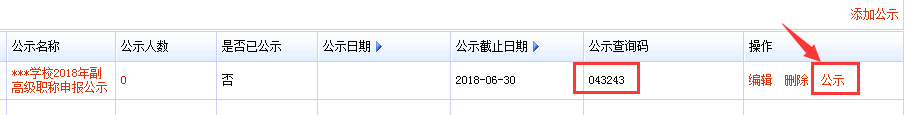 添加公示
公示名称 公示人数 是否已公示 公示日期 公示截止日期 公示查询码 操作
***学校2018年副
高级职称申报公示 0 否 2018-06-30 043243 编辑 删除 公示